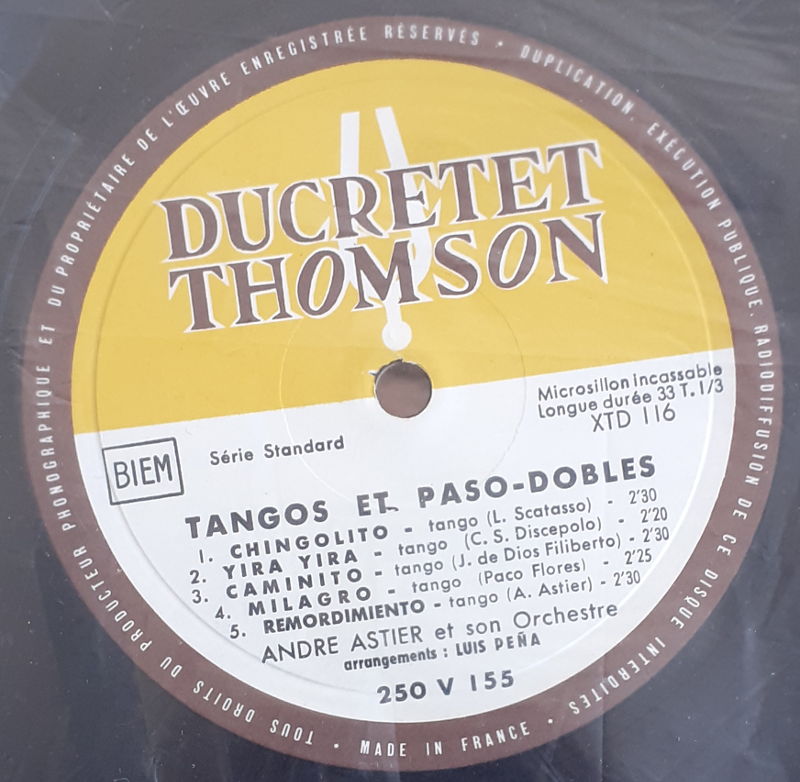 TOUS DROITS DU PRODUCTEUR PHONOGRAPHIQUE ET DU PROPRIÉTAIRE DE L'ŒUVRE ENREGISTRÉE RÉSERVÉS • DUPLICATION, EXÉCUTION PUBLIQUE, RADIODIFFUSION DE CE DISQUE INTERDITES
DUCRETET
THOMSON
Microsillon incassable
Longue durée 33 T. 1/3
XTD 116
BIEM
Série Standard
TANGOS ET PASO-DOBLES
1. CHINGOLITO - tango (L. Scatasso) - 2'30
2. YIRA YIRA - tango (C. S. Discepolo) - 2'20
3. CAMINITO - tango (J. de Dios Filiberto) - 2'30
4. MILAGRO - tango (Paco Flores) - 2'25
5. REMORDIMIENTO - tango (A. Astier) - 2'30
ANDRE ASTIER et son Orchestre
arrangements : LUIS PEÑA
250 V 155
• MADE IN FRANCE •